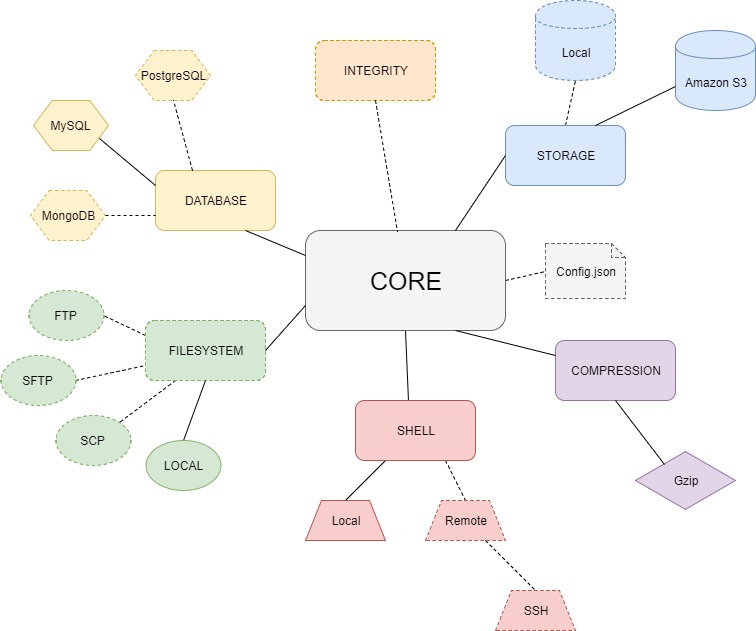 Local
INTEGRITY
PostgreSQL
Amazon S3
MySQL
STORAGE
DATABASE
MongoDB
CORE
Config.json
FTP
FILESYSTEM
COMPRESSION
SFTP
SHELL
SCP
LOCAL
Gzip
Local
Remote
SSH